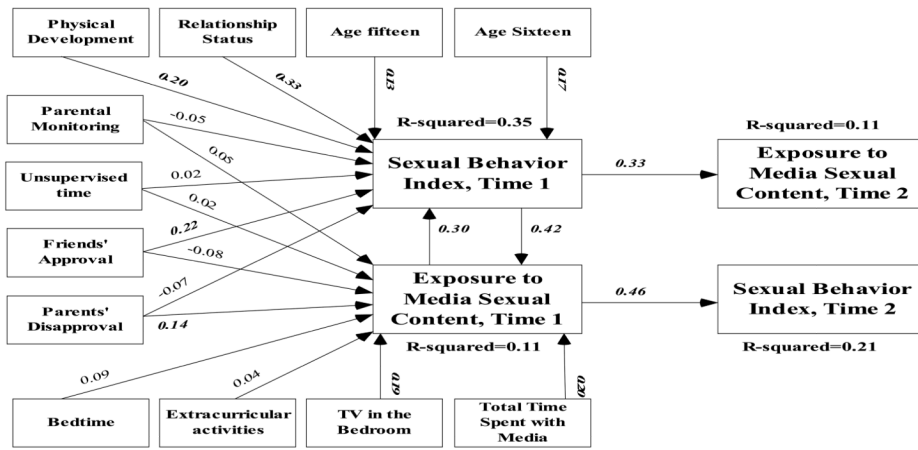 Physical
Development
Relationship
Status
Age fifteen
Age Sixteen
0.20
0.33
0.13
0.17
Parental
Monitoring
-0.05
R-squared=0.35
R-squared=0.11
0.05
Sexual Behavior
Index, Time 1
0.33
Exposure to
Media Sexual
Content, Time 2
Unsupervised
time
0.02
0.02
Friends'
Approval
0.22
-0.08
0.30
0.42
Parents'
Disapproval
-0.07
0.14
Exposure to
Media Sexual
Content, Time 1
0.46
Sexual Behavior
Index, Time 2
R-squared=0.11
R-squared=0.21
0.09
0.04
0.19
0.20
Bedtime
Extracurricular
activities
TV in the
Bedroom
Total Time
Spent with
Media